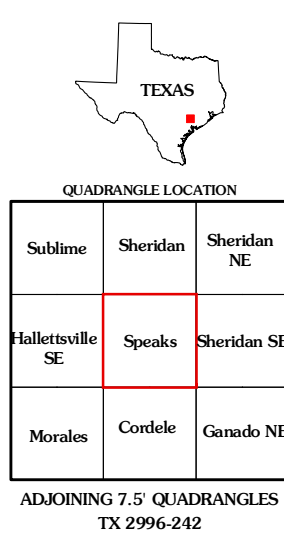 TEXAS
QUADRANGLE LOCATION
Sublime
Sheridan
Sheridan
NE
Hallettsville
SE
Speaks
Sheridan SE
Morales
Cordele
Ganado NE
ADJOINING 7.5' QUADRANGLES
TX 2996-242